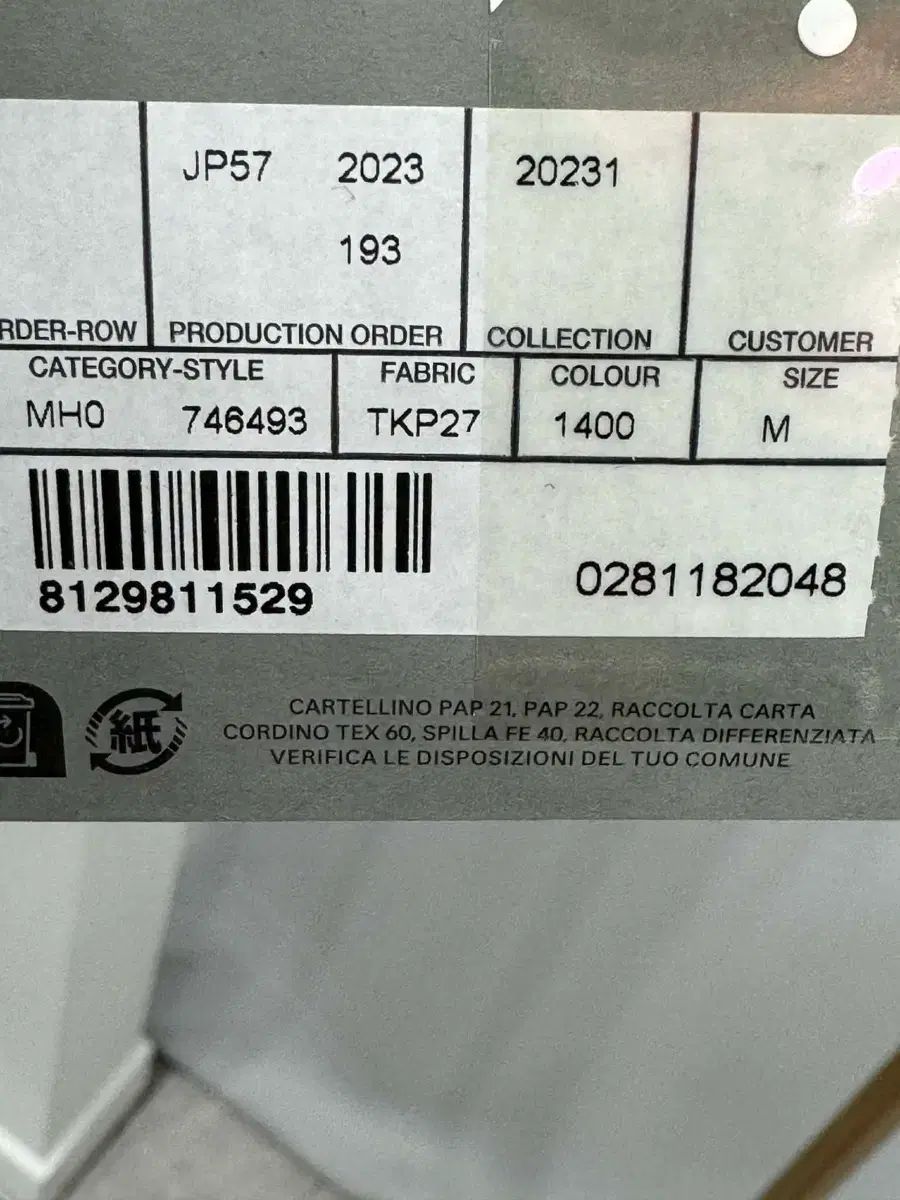 JP57 2023 20231
193
RDER-ROW PRODUCTION ORDER COLLECTION CUSTOMER
CATEGORY-STYLE FABRIC COLOUR SIZE
MH0 746493 TKP27 1400 M
8129811529
0281182048
紙
CARTELLINO PAP 21, PAP 22, RACCOLTA CARTA
CORDINO TEX 60, SPILLA FE 40, RACCOLTA DIFFERENZIATA
VERIFICA LE DISPOSIZIONI DEL TUO COMUNE